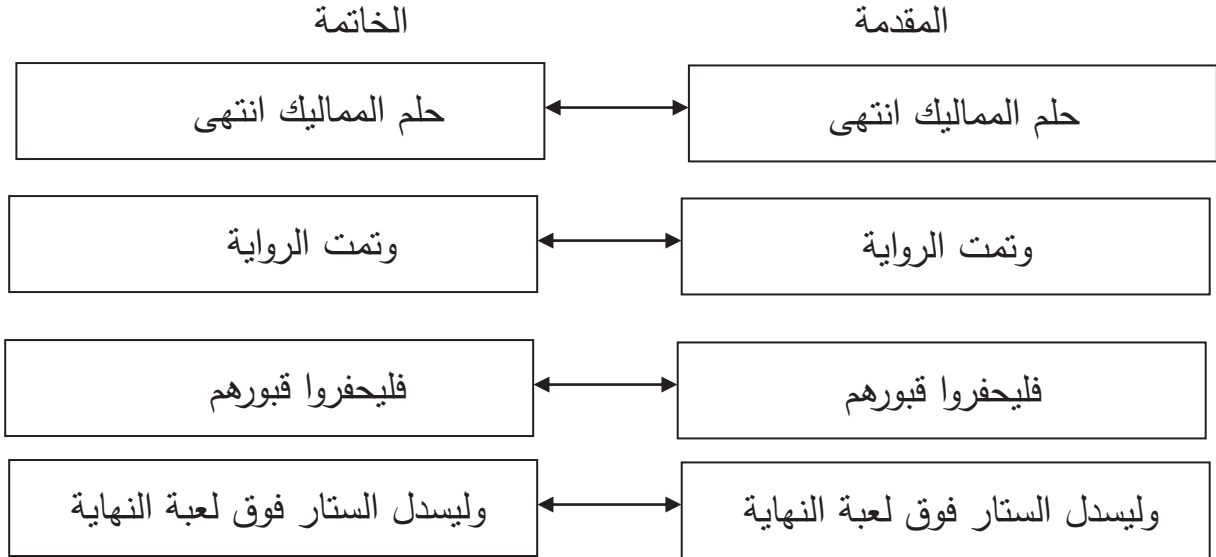 المقدمة الخاتمة
حلم المماليك انتهى حلم المماليك انتهى
وتمت الرواية وتمت الرواية
فليحفروا قبورهم فليحفروا قبورهم
وليسدل الستار فوق لعبة النهاية وليسدل الستار فوق لعبة النهاية